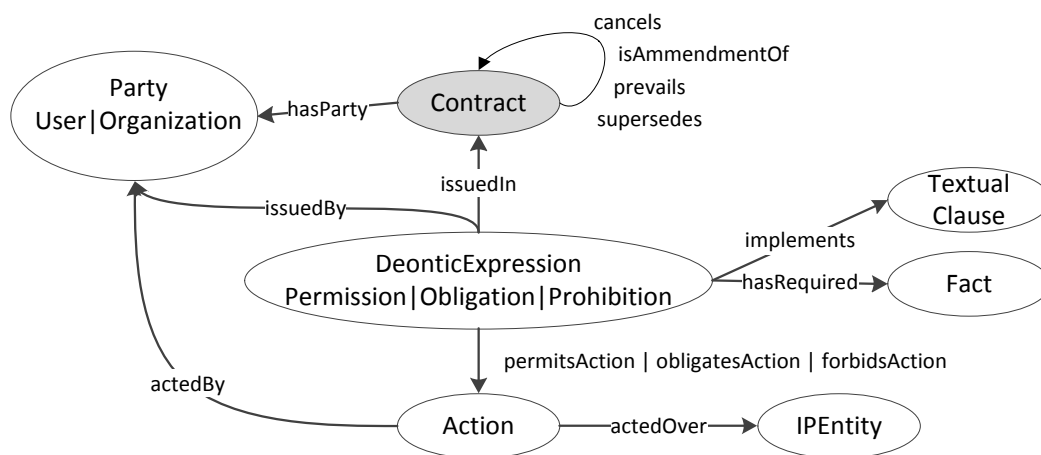 cancels
isAmmendmentOf
prevails
supersedes
Party
User|Organization
hasParty
Contract
issuedIn
issuedBy
Textual
Clause
implements
DeonticExpression
Permission|Obligation|Prohibition
hasRequired
Fact
permitsAction | obligatesAction | forbidsAction
actedBy
Action
actedOver
IPEntity